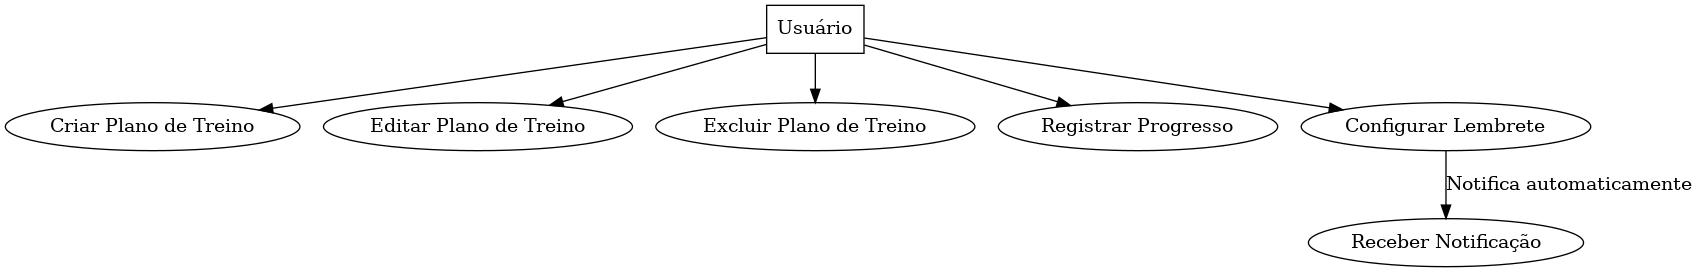 Usuário
Criar Plano de Treino
Editar Plano de Treino
Excluir Plano de Treino
Registrar Progresso
Configurar Lembrete
Notifica automaticamente
Receber Notificação